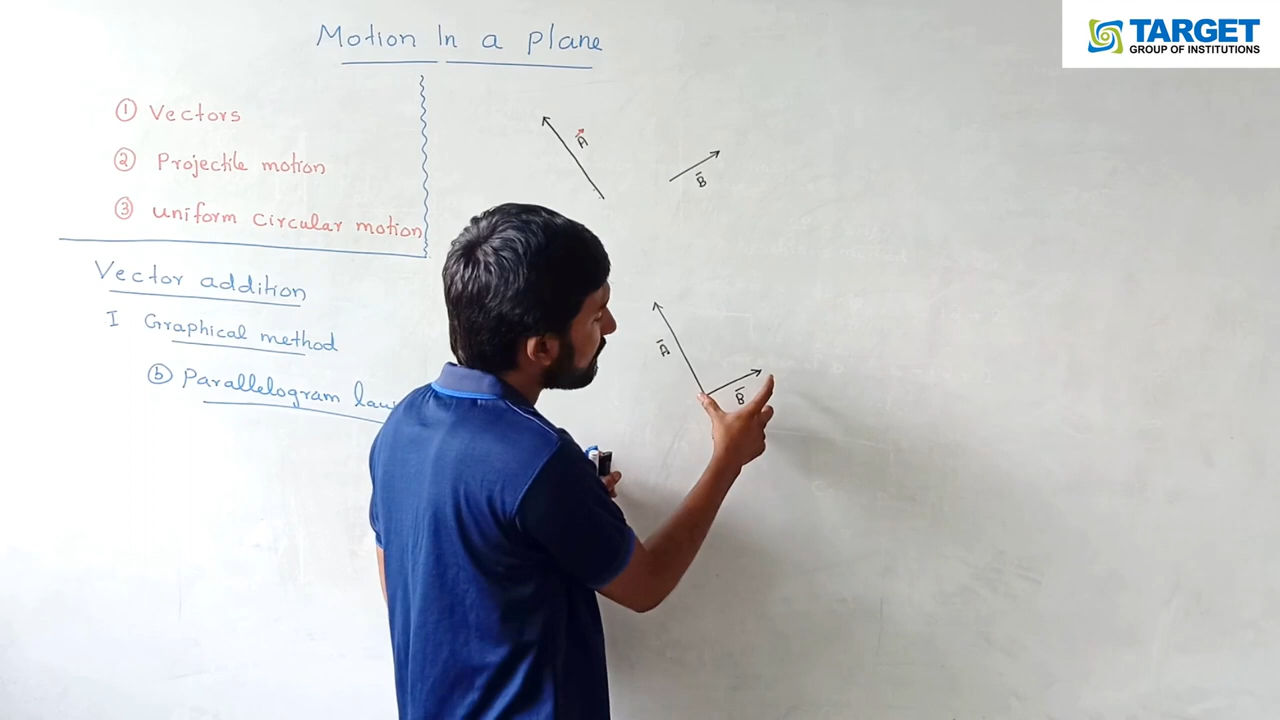 TARGET
GROUP OF INSTITUTIONS
Motion In a plane
① Vectors
② Projectile motion
③ uniform circular motion
Vector addition
I Graphical method
ⓑ Parallelogram law
A⃗
B̅
A̅
B̅